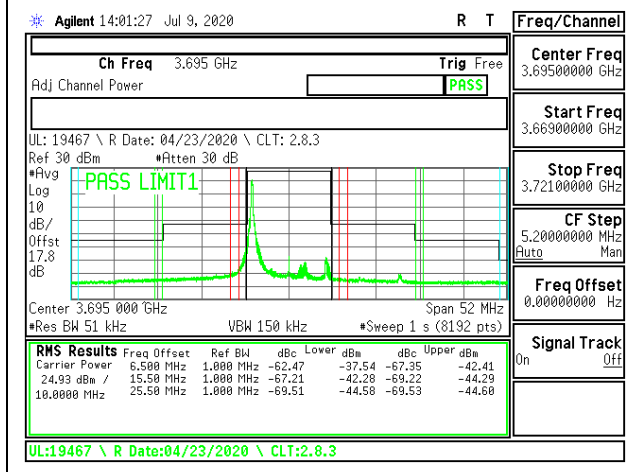 Agilent 14:01:27 Jul 9, 2020 R T
Freq/Channel
Ch Freq 3.695 GHz Trig Free
Adj Channel Power PASS
Center Freq
3.69500000 GHz
Start Freq
3.66900000 GHz
Stop Freq
3.72100000 GHz
CF Step
5.20000000 MHz
Auto Man
Freq Offset
0.00000000 Hz
Signal Track
On Off
UL: 19467 \ R Date: 04/23/2020 \ CLT: 2.8.3
Ref 30 dBm #Atten 30 dB
#Avg
Log
10
dB/
Offst
17.8
dB
PASS LIMIT1
Center 3.695 000 GHz Span 52 MHz
#Res BW 51 kHz VBW 150 kHz #Sweep 1 s (8192 pts)
RMS Results Freq Offset Ref BW dBc Lower dBm dBc Upper dBm
Carrier Power 6.500 MHz 1.000 MHz -62.47 -37.54 -67.35 -42.41
24.93 dBm / 15.50 MHz 1.000 MHz -67.21 -42.28 -69.22 -44.29
10.0000 MHz 25.50 MHz 1.000 MHz -69.51 -44.58 -69.53 -44.60
UL:19467 \ R Date:04/23/2020 \ CLT:2.8.3